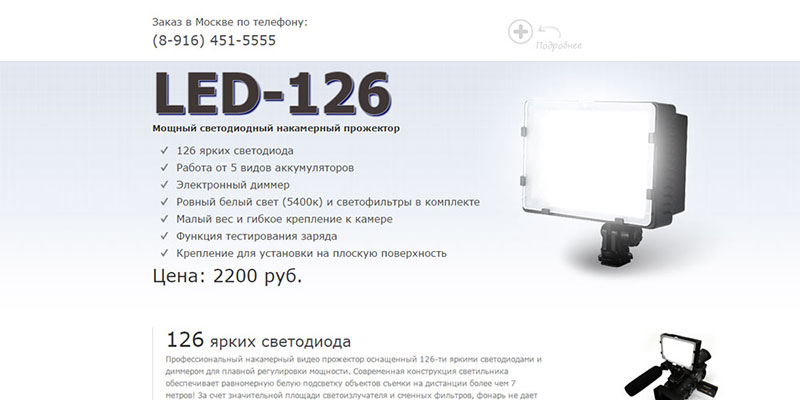 Заказ в Москве по телефону:
(8-916) 451-5555
Подробнее
LED-126
Мощный светодиодный накамерный прожектор
126 ярких светодиода
Работа от 5 видов аккумуляторов
Электронный диммер
Ровный белый свет (5400к) и светофильтры в комплекте
Малый вес и гибкое крепление к камере
Функция тестирования заряда
Крепление для установки на плоскую поверхность
Цена: 2200 руб.
126 ярких светодиода
Профессиональный накамерный видео прожектор оснащенный 126-ти яркими светодиодами и
диммером для плавной регулировки мощности. Современная конструкция светильника
обеспечивает равномерную белую подсветку объектов съемки на дистанции более чем 7
метров! За счет значительной площади светоизлучателя и сменных фильтров, фонарь не дает